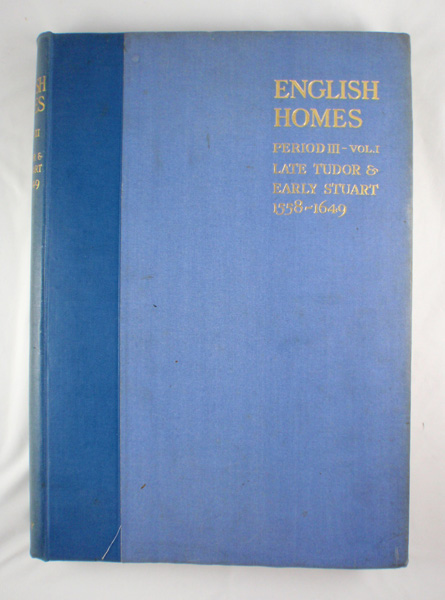 ENGLISH
HOMES
PERIOD III - VOL. I
LATE TUDOR &
EARLY STUART
1558-1649